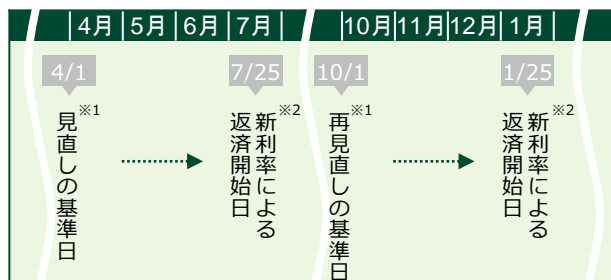 4月 5月 6月 7月 10月 11月 12月 1月
4/1
7/25
10/1
1/25
見直しの基準日※1
新利率による※2
返済開始日
再見直しの基準日※1
新利率による※2
返済開始日